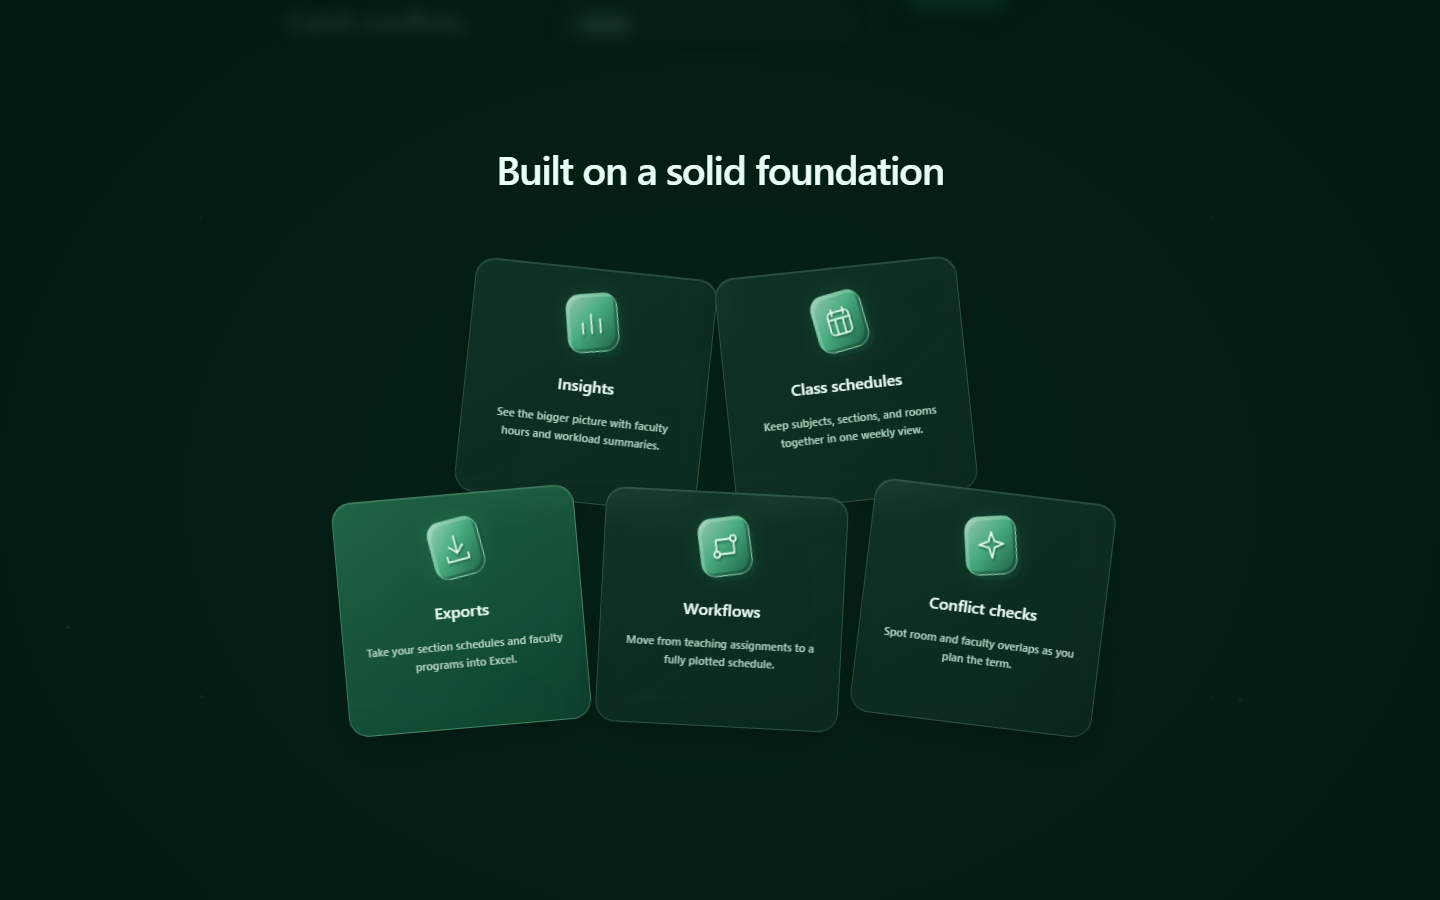 Built on a solid foundation
Insights
See the bigger picture with faculty
hours and workload summaries.
Class schedules
Keep subjects, sections, and rooms
together in one weekly view.
Exports
Take your section schedules and faculty
programs into Excel.
Workflows
Move from teaching assignments to a
fully plotted schedule.
Conflict checks
Spot room and faculty overlaps as you
plan the term.